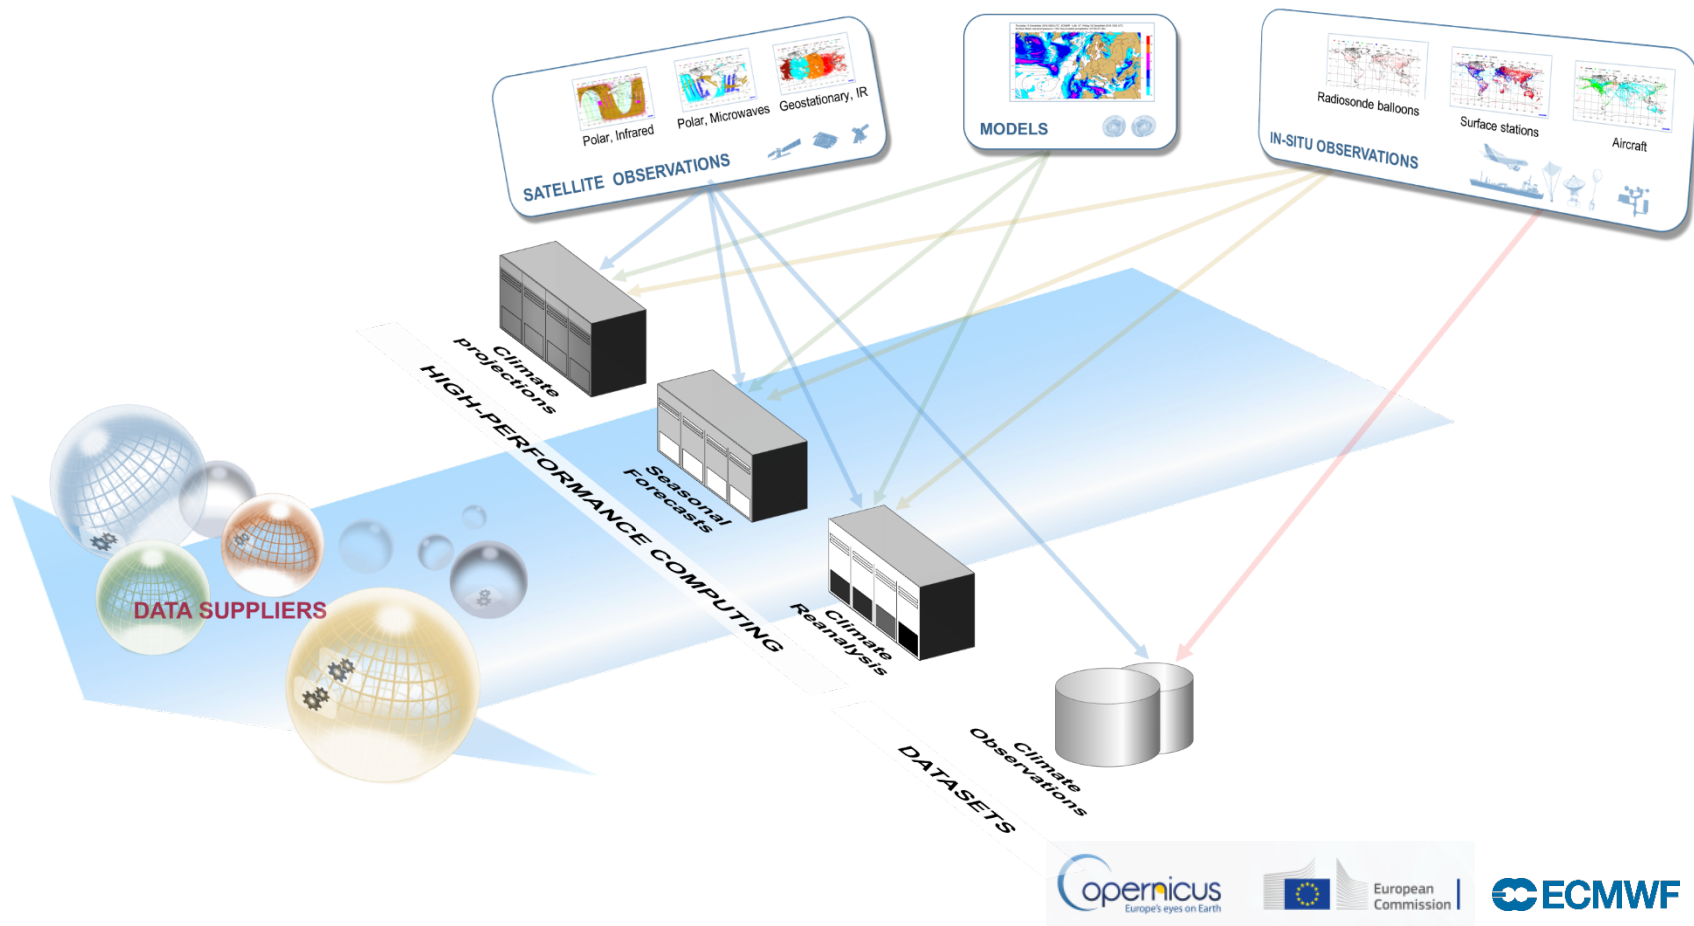 Polar, Infrared
Polar, Microwaves
Geostationary, IR
SATELLITE OBSERVATIONS
MODELS
Radiosonde balloons
Surface stations
Aircraft
IN-SITU OBSERVATIONS
Climate
projections
HIGH-PERFORMANCE COMPUTING
Seasonal
Forecasts
DATA SUPPLIERS
Climate
Reanalysis
Climate
Observations
DATASETS
opernicus
Europe's eyes on Earth
European
Commission
ECMWF